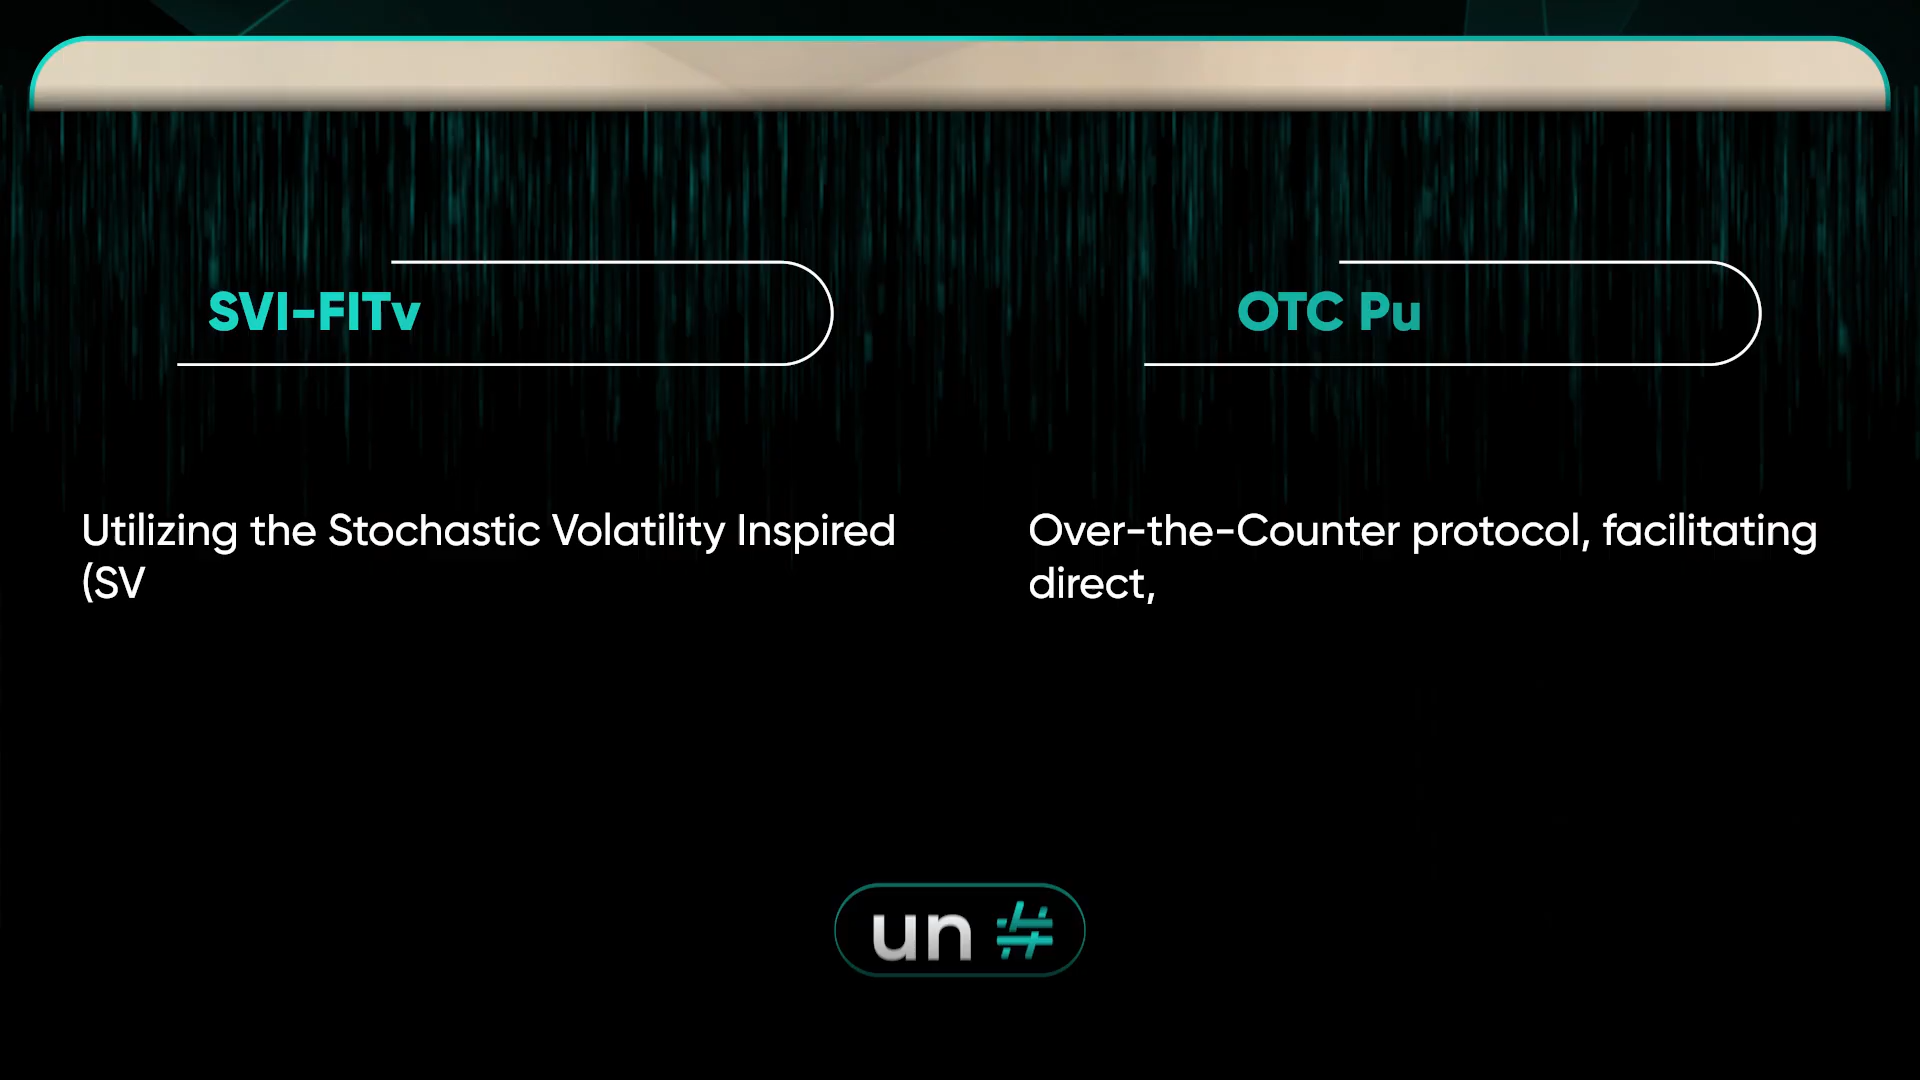 SVI-FITv
OTC Pu
Utilizing the Stochastic Volatility Inspired
(SV
Over-the-Counter protocol, facilitating
direct,
un #